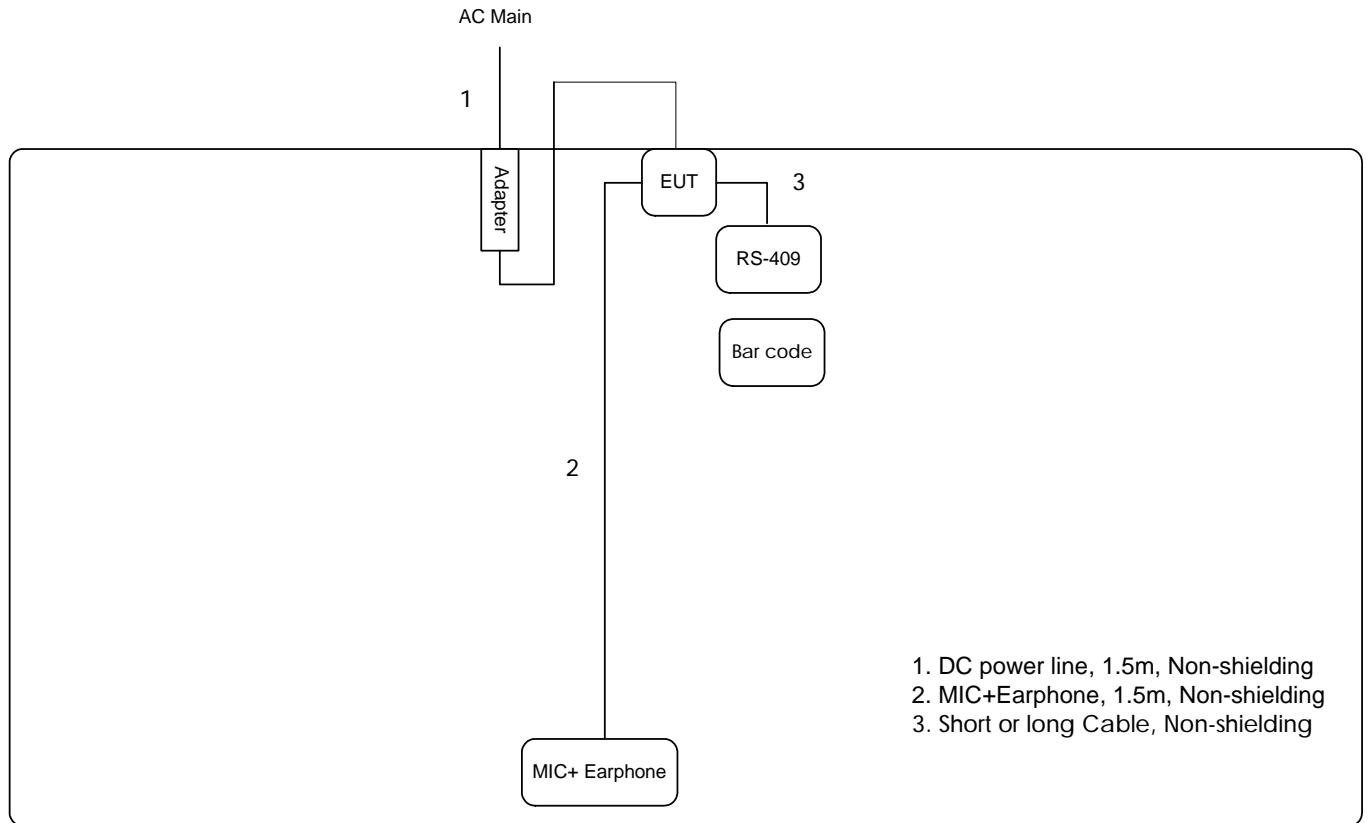 AC Main
1
Adapter
EUT
3
RS-409
Bar code
2
1. DC power line, 1.5m, Non-shielding
2. MIC+Earphone, 1.5m, Non-shielding
3. Short or long Cable, Non-shielding
MIC+ Earphone